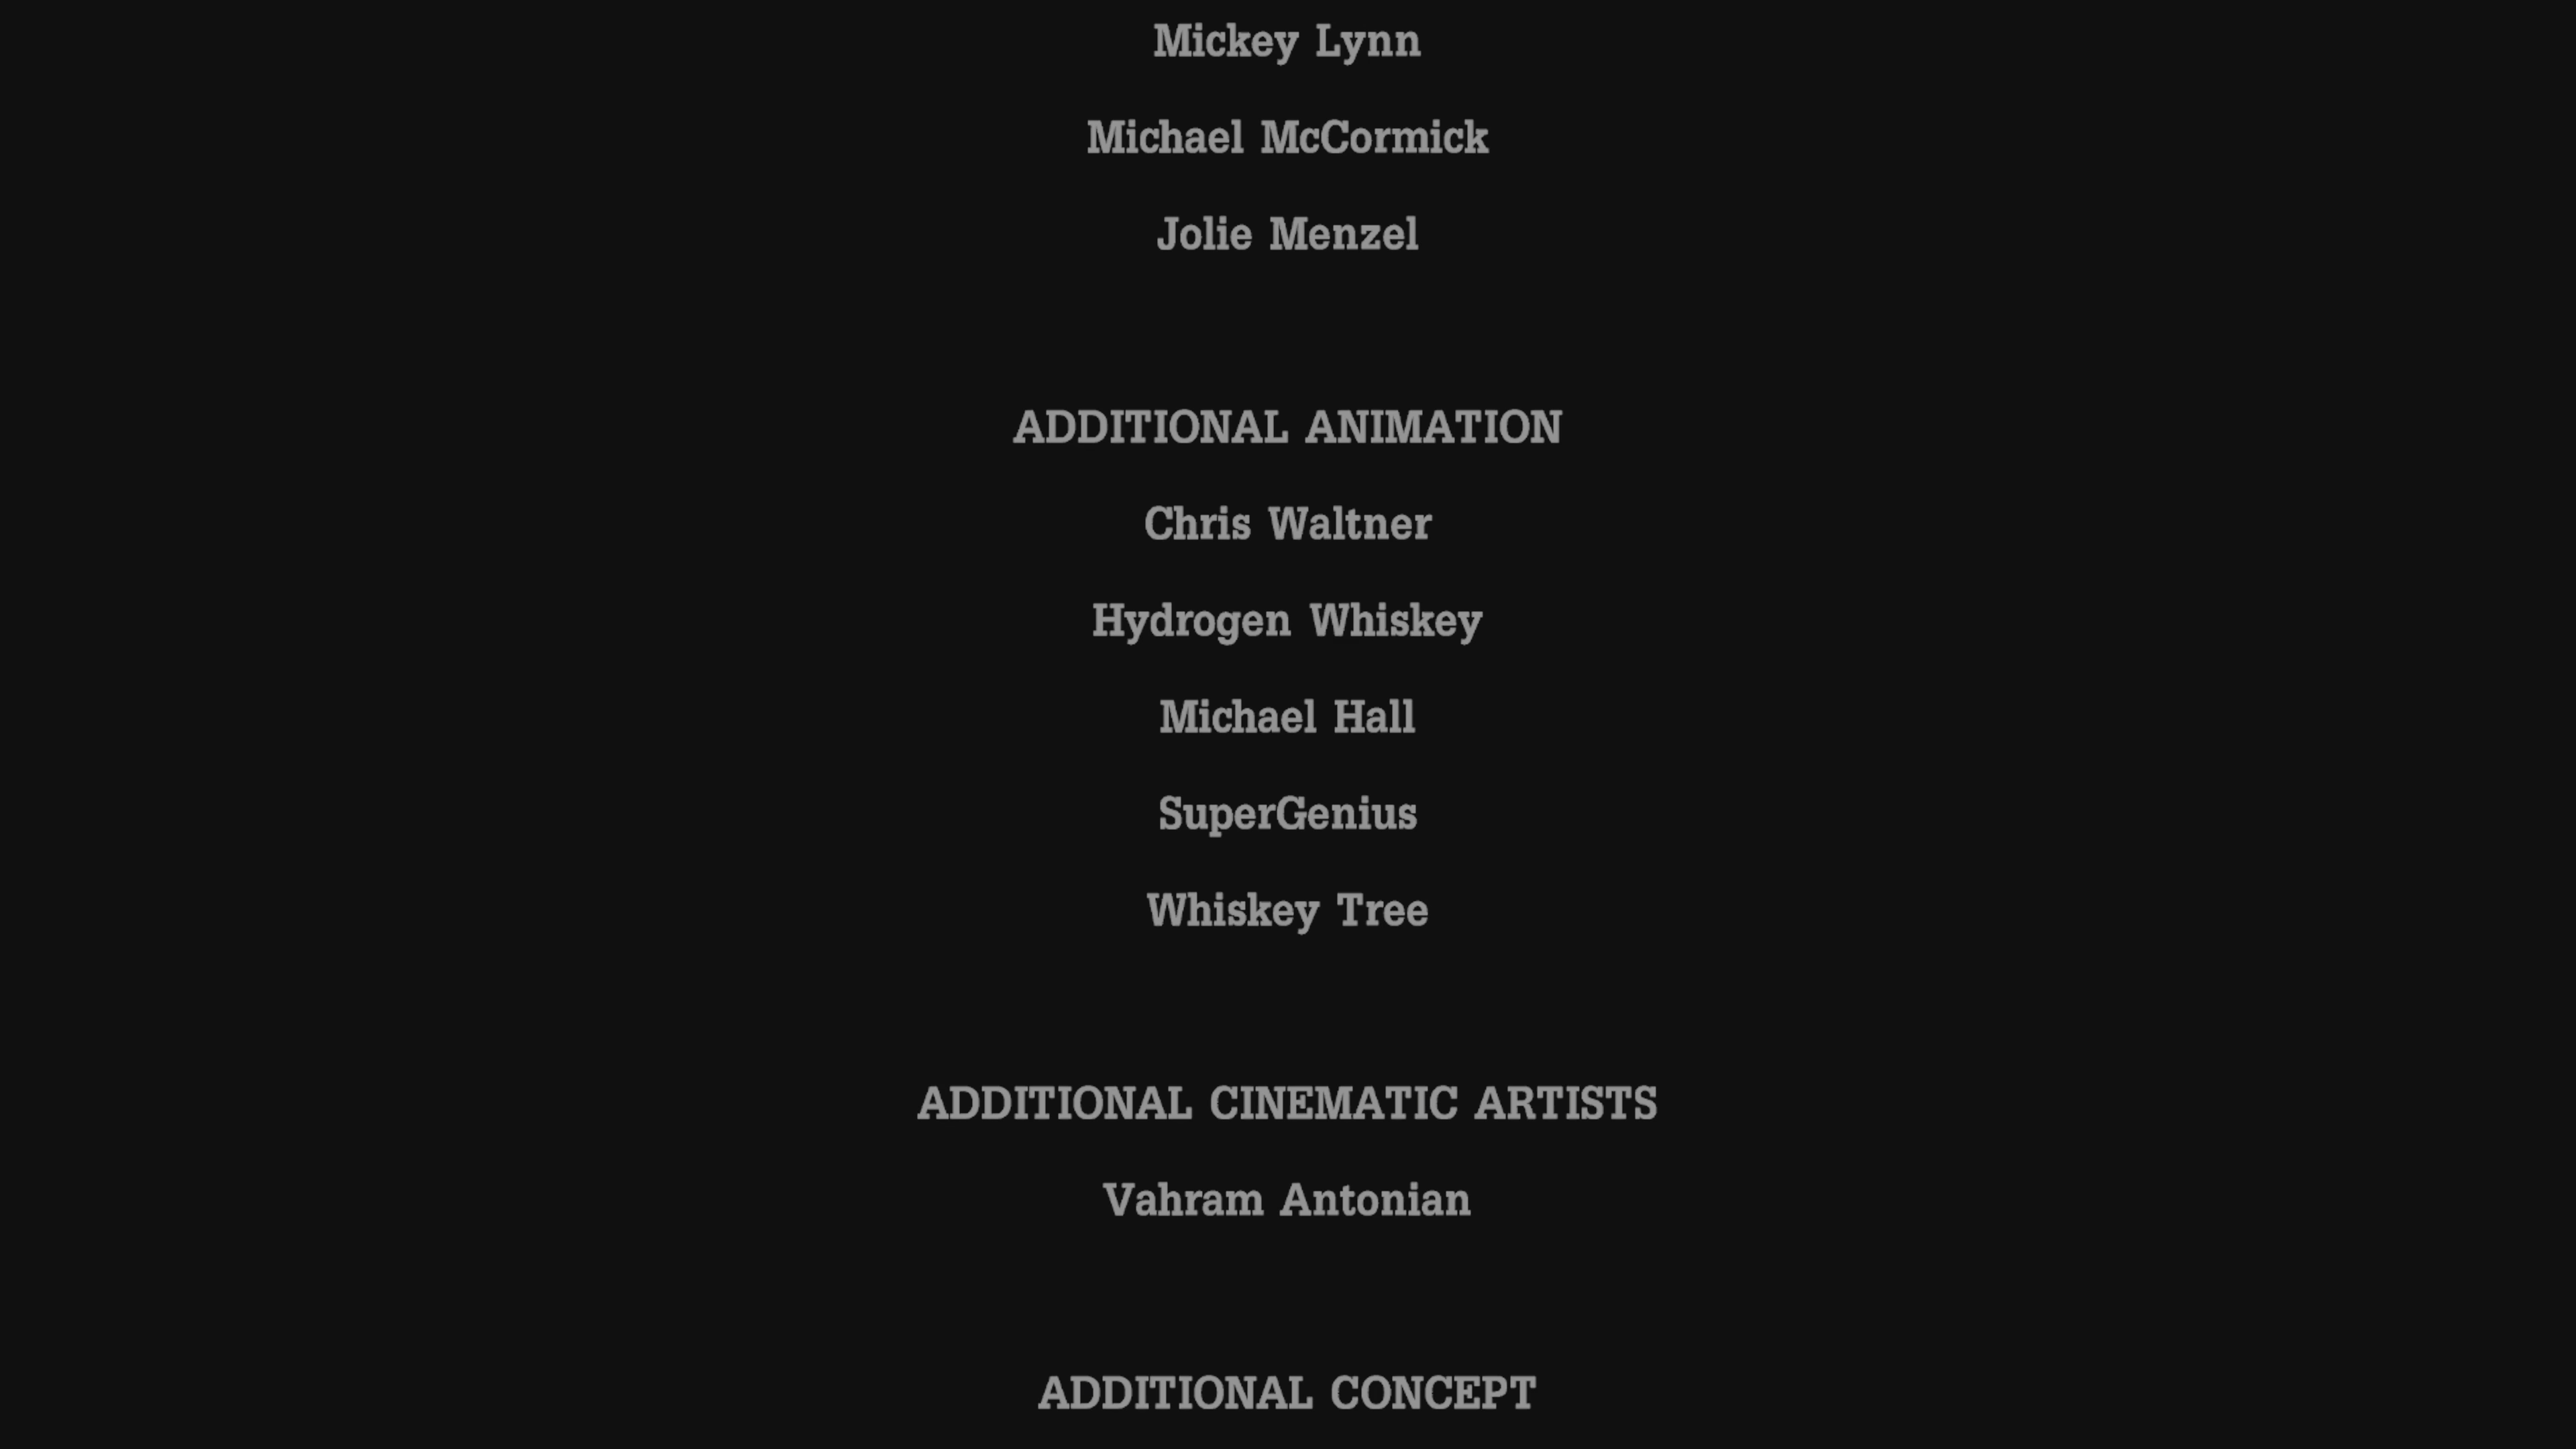 Mickey Lynn
Michael McCormick
Jolie Menzel
ADDITIONAL ANIMATION
Chris Waltner
Hydrogen Whiskey
Michael Hall
SuperGenius
Whiskey Tree
ADDITIONAL CINEMATIC ARTISTS
Vahram Antonian
ADDITIONAL CONCEPT